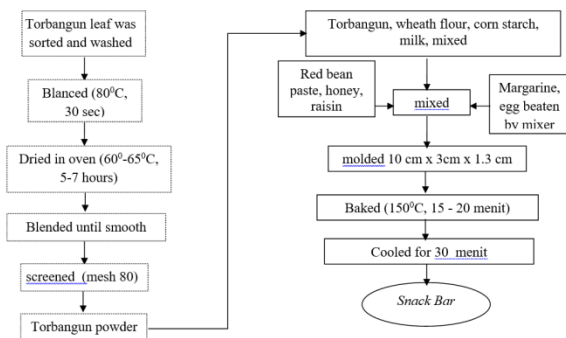 Torbangun leaf was
sorted and washed
Blanced (80⁰C,
30 sec)
Dried in oven (60⁰-65⁰C,
5-7 hours)
Blended until smooth
screened (mesh 80)
Torbangun powder
Torbangun, wheath flour, corn starch,
milk, mixed
Red bean
paste, honey,
raisin
mixed
Margarine,
egg beaten
by mixer
molded 10 cm x 3cm x 1.3 cm
Baked (150⁰C, 15 - 20 menit)
Cooled for 30 menit
Snack Bar